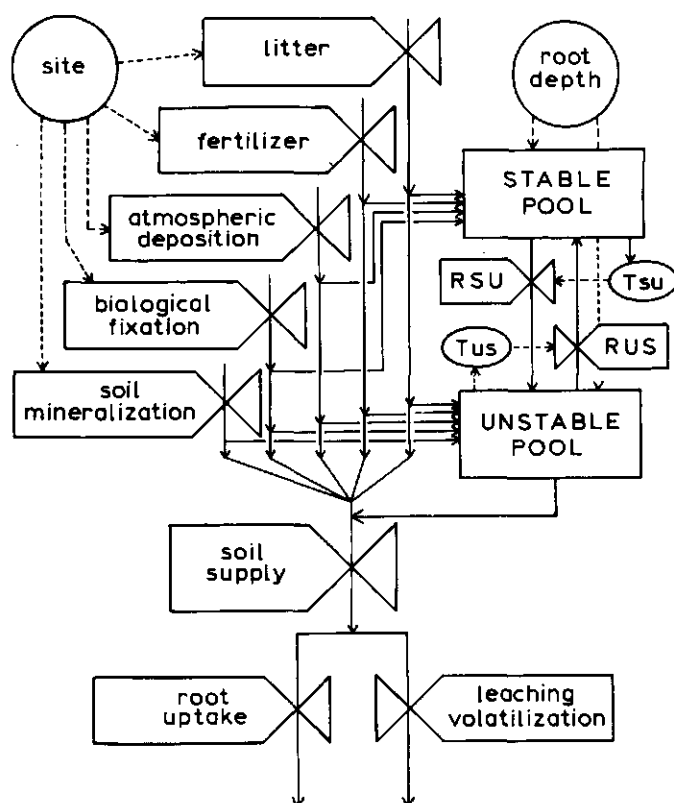 site
litter
root
depth
fertilizer
STABLE
POOL
atmospheric
deposition
RSU
Tsu
biological
fixation
Tus
RUS
soil
mineralization
UNSTABLE
POOL
soil
supply
root
uptake
leaching
volatilization